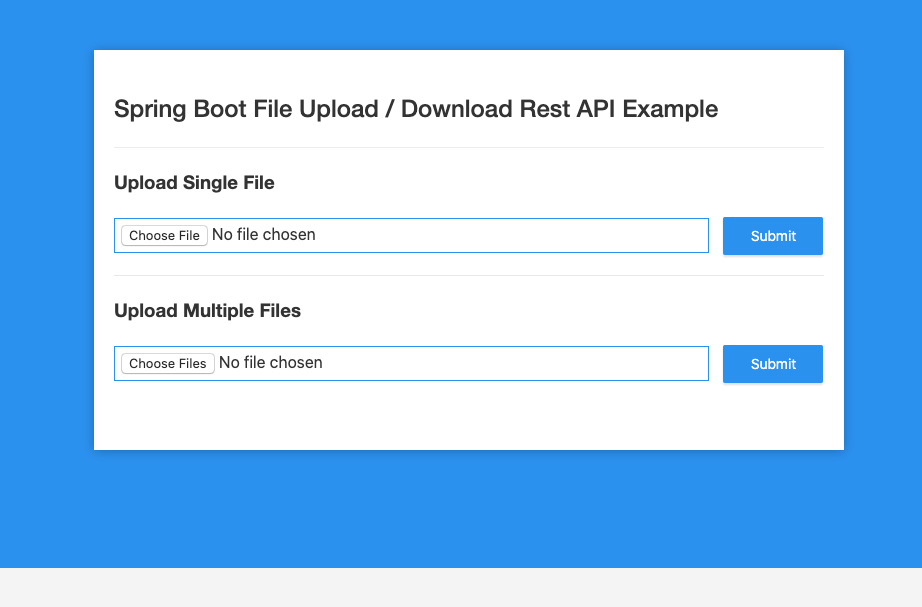 Spring Boot File Upload / Download Rest API Example
Upload Single File
Choose File No file chosen Submit
Upload Multiple Files
Choose Files No file chosen Submit